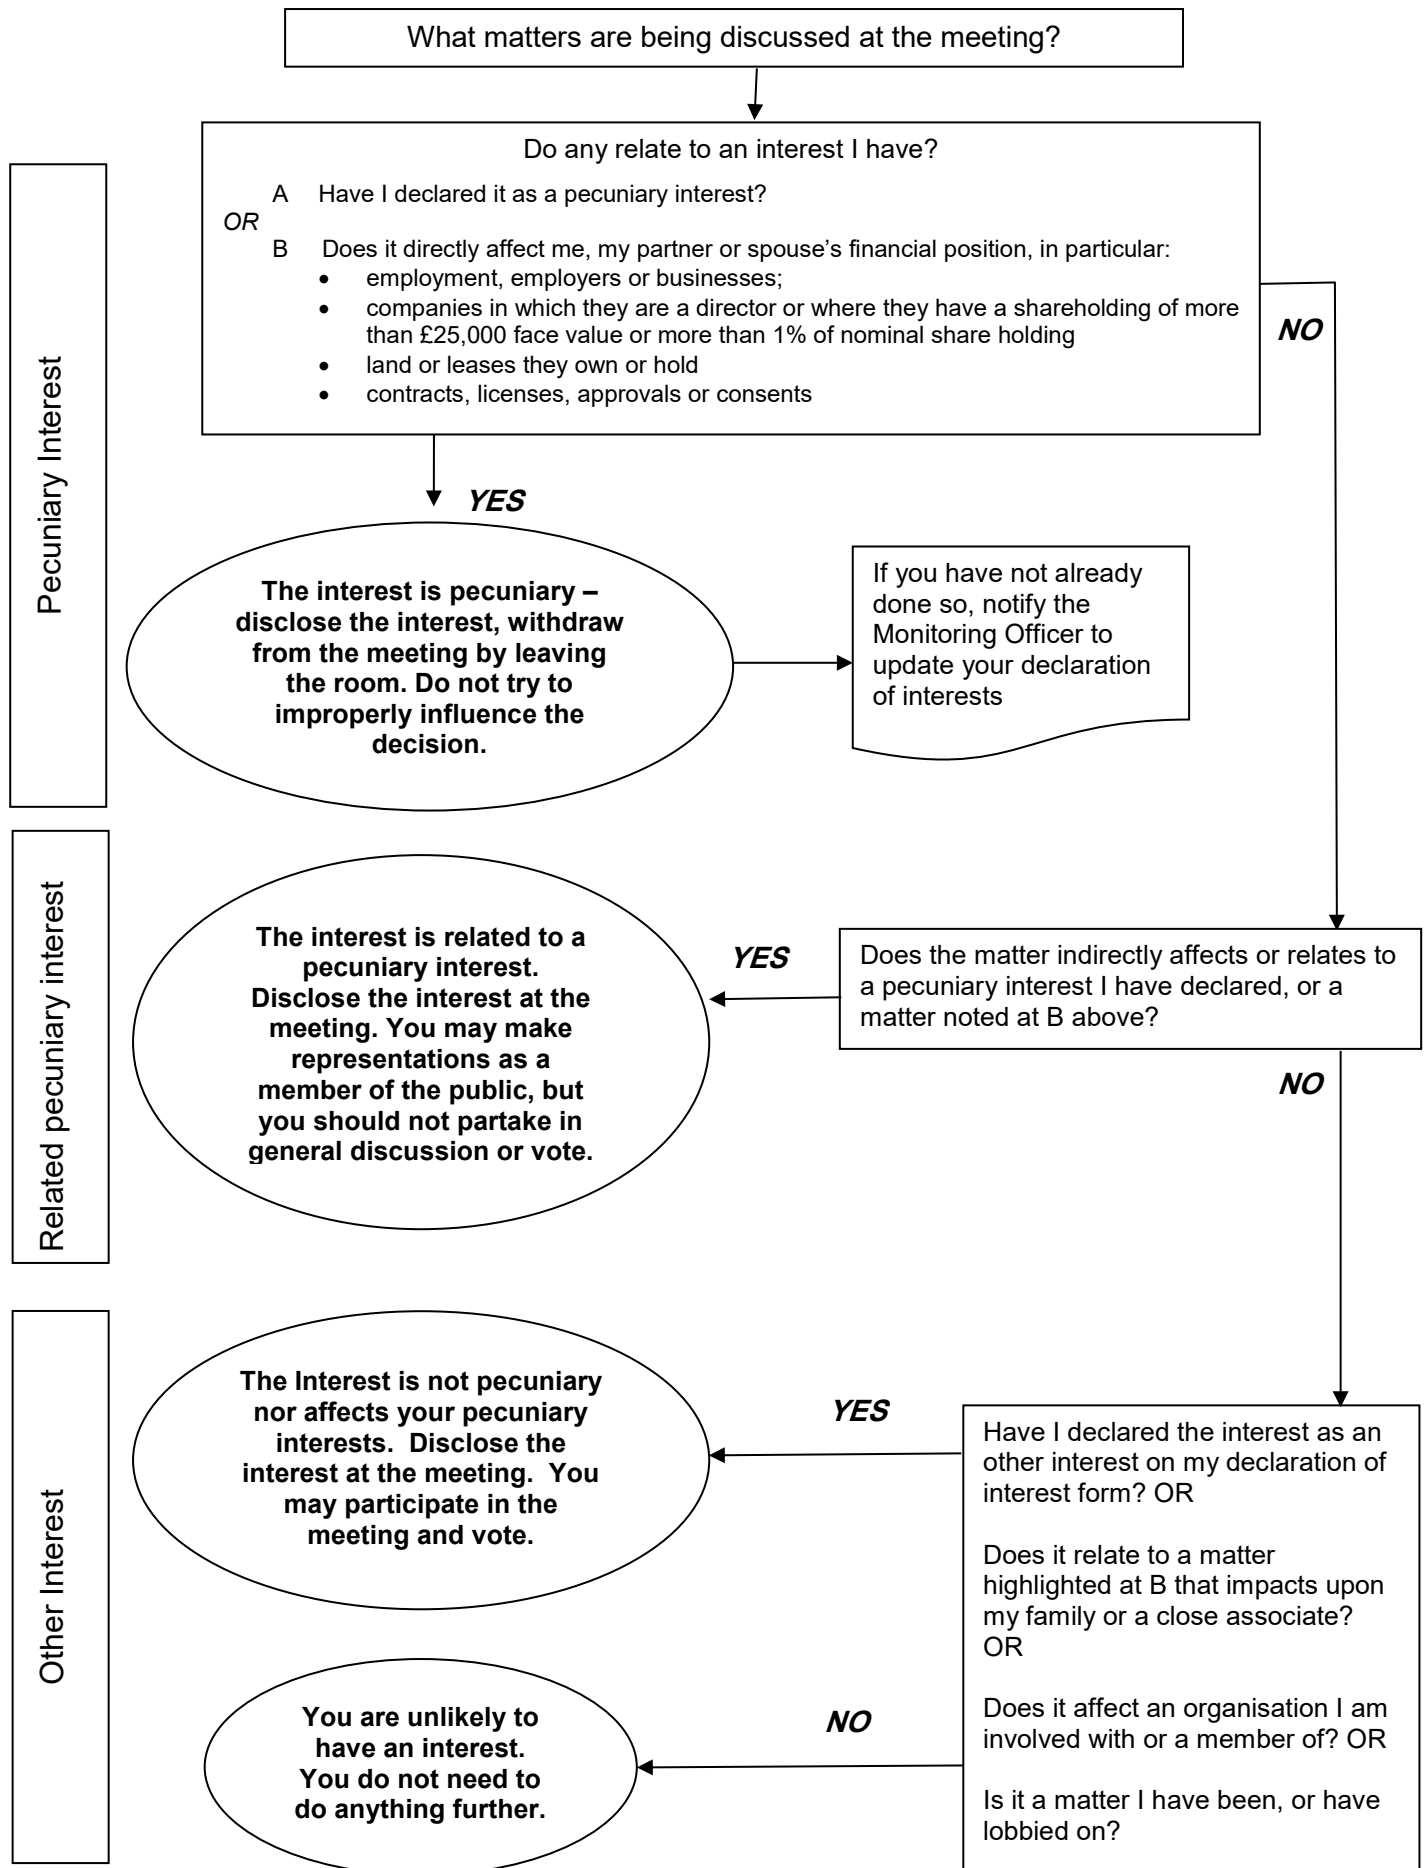 What matters are being discussed at the meeting?
Do any relate to an interest I have?
A Have I declared it as a pecuniary interest?
OR
B Does it directly affect me, my partner or spouse's financial position, in particular:
• employment, employers or businesses;
• companies in which they are a director or where they have a shareholding of more
than £25,000 face value or more than 1% of nominal share holding
• land or leases they own or hold
• contracts, licenses, approvals or consents
NO
Pecuniary Interest
YES
The interest is pecuniary –
disclose the interest, withdraw
from the meeting by leaving
the room. Do not try to
improperly influence the
decision.
If you have not already
done so, notify the
Monitoring Officer to
update your declaration
of interests
Related pecuniary interest
The interest is related to a
pecuniary interest.
Disclose the interest at the
meeting. You may make
representations as a
member of the public, but
you should not partake in
general discussion or vote.
YES
Does the matter indirectly affects or relates to
a pecuniary interest I have declared, or a
matter noted at B above?
NO
Other Interest
The Interest is not pecuniary
nor affects your pecuniary
interests. Disclose the
interest at the meeting. You
may participate in the
meeting and vote.
YES
Have I declared the interest as an
other interest on my declaration of
interest form? OR
Does it relate to a matter
highlighted at B that impacts upon
my family or a close associate?
OR
Does it affect an organisation I am
involved with or a member of? OR
Is it a matter I have been, or have
lobbied on?
NO
You are unlikely to
have an interest.
You do not need to
do anything further.